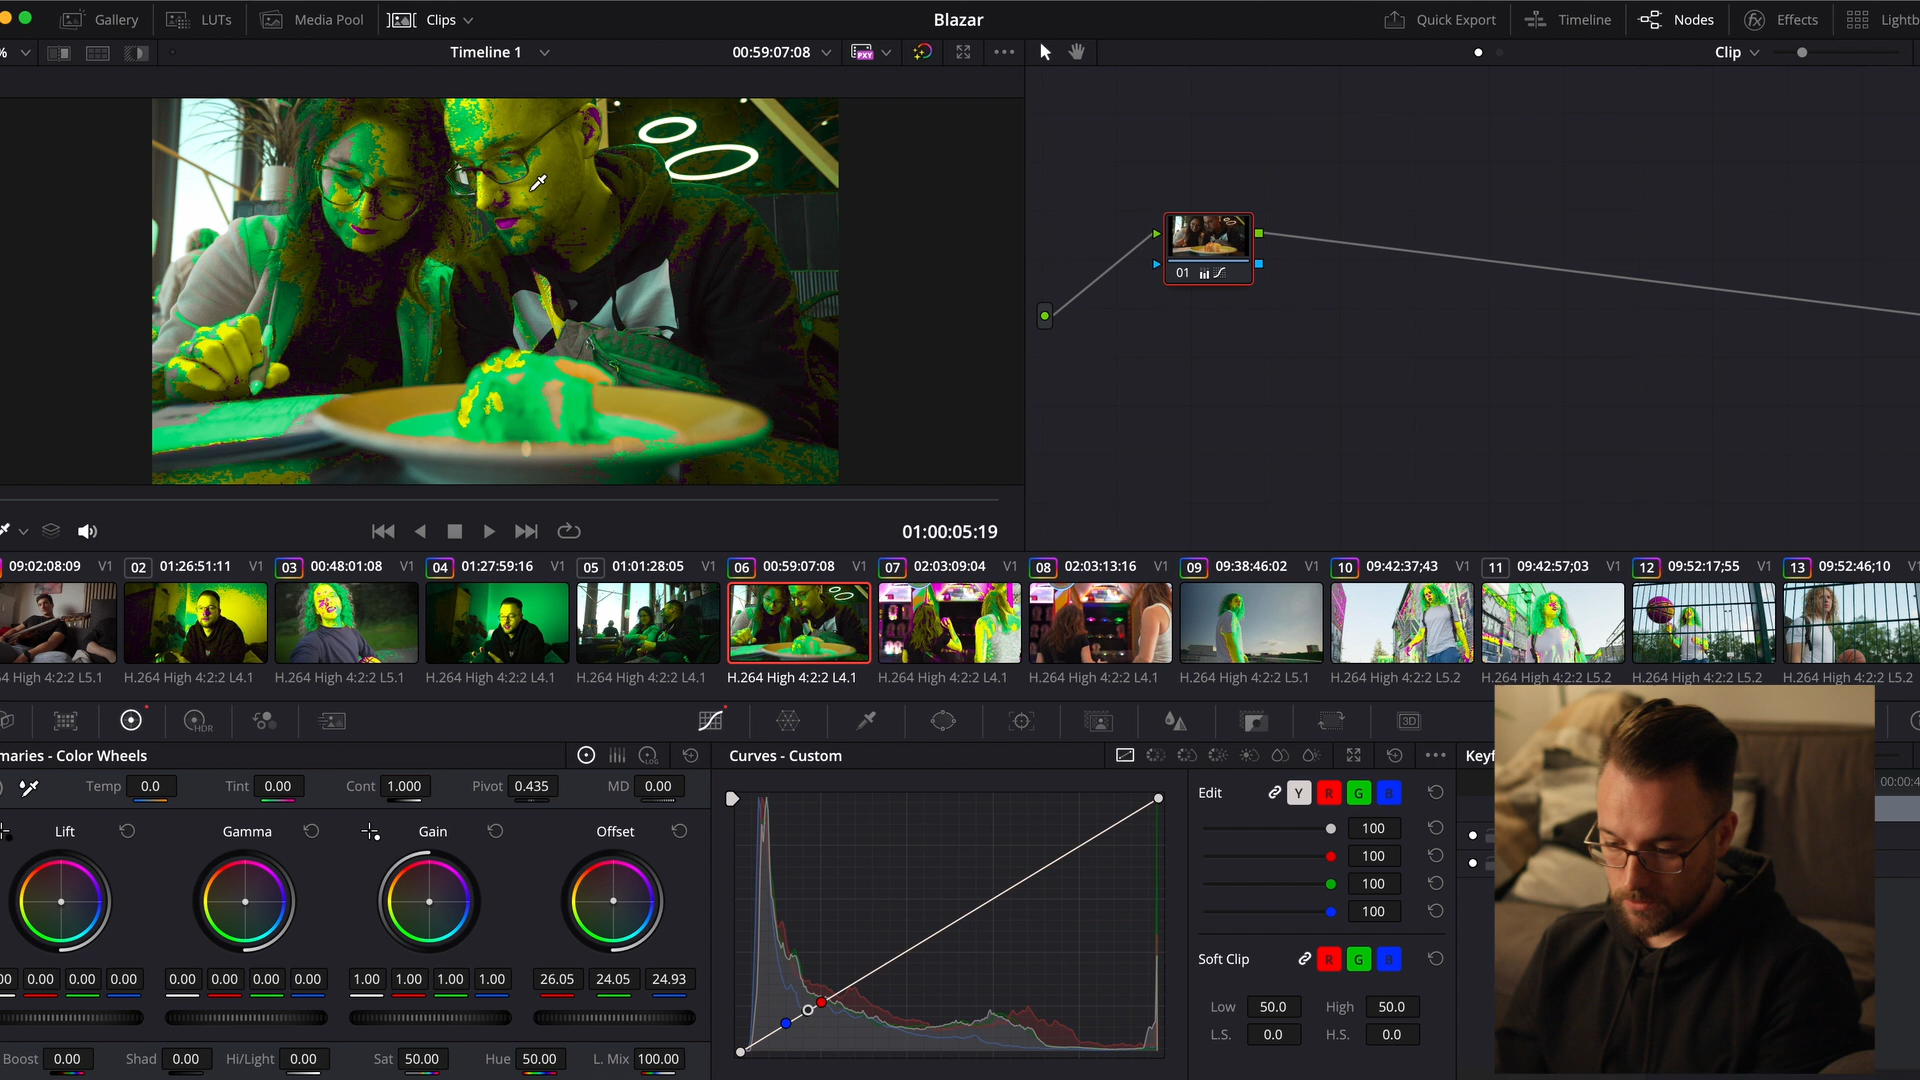 Gallery LUTs Media Pool Clips Blazar Quick Export Timeline Nodes Effects Lightb
% Timeline 1 00:59:07:08 PXY Clip
01
01:00:05:19
09:02:08:09 V1 02 01:26:51:11 V1 03 00:48:01:08 V1 04 01:27:59:16 V1 05 01:01:28:05 V1 06 00:59:07:08 V1 07 02:03:09:04 V1 08 02:03:13:16 V1 09 09:38:46:02 V1 10 09:42:37;43 V1 11 09:42:57;03 V1 12 09:52:17;55 V1 13 09:52:46;10 V1
64 High 4:2:2 L5.1 H.264 High 4:2:2 L4.1 H.264 High 4:2:2 L5.1 H.264 High 4:2:2 L4.1 H.264 High 4:2:2 L4.1 H.264 High 4:2:2 L4.1 H.264 High 4:2:2 L4.1 H.264 High 4:2:2 L4.1 H.264 High 4:2:2 L5.1 H.264 High 4:2:2 L5.2 H.264 High 4:2:2 L5.2 H.264 High 4:2:2 L5.2 H.264 High 4:2:2 L5.2
HDR 3D
maries - Color Wheels LOG Curves - Custom Keyf
Temp 0.0 Tint 0.00 Cont 1.000 Pivot 0.435 MD 0.00 Edit Y R G B 00:00:4
Lift Gamma Gain Offset
100
100
100
100
Soft Clip R G B
00 0.00 0.00 0.00 0.00 0.00 0.00 0.00 1.00 1.00 1.00 1.00 26.05 24.05 24.93
Low 50.0 High 50.0
L.S. 0.0 H.S. 0.0
Boost 0.00 Shad 0.00 Hi/Light 0.00 Sat 50.00 Hue 50.00 L. Mix 100.00